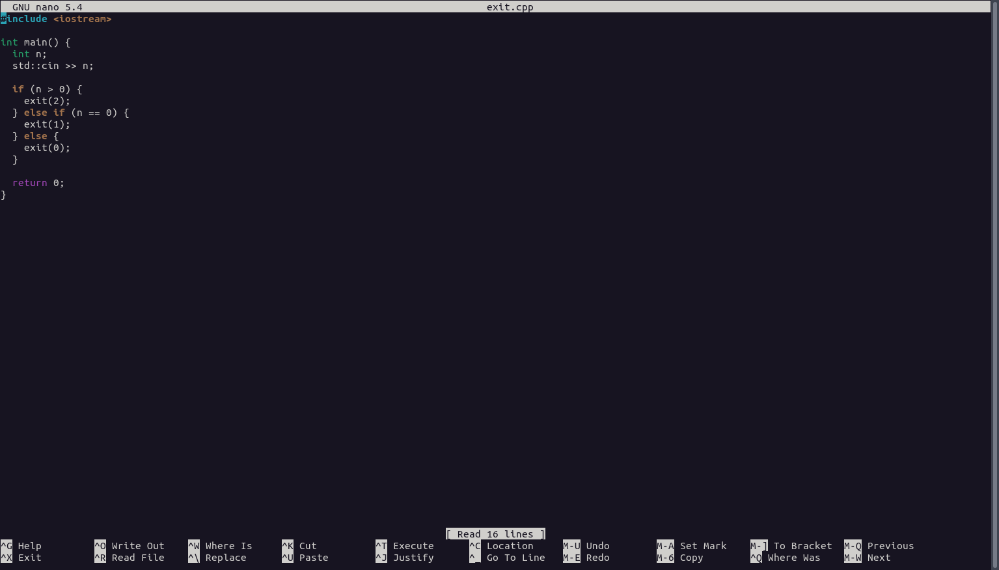 GNU nano 5.4 exit.cpp
#include <iostream>

int main() {
  int n;
  std::cin >> n;

  if (n > 0) {
    exit(2);
  } else if (n == 0) {
    exit(1);
  } else {
    exit(0);
  }

  return 0;
}
[ Read 16 lines ]
^G Help ^O Write Out ^W Where Is ^K Cut ^T Execute ^C Location M-U Undo M-A Set Mark M-] To Bracket M-Q Previous
^X Exit ^R Read File ^\ Replace ^U Paste ^J Justify ^_ Go To Line M-E Redo M-6 Copy ^Q Where Was M-W Next